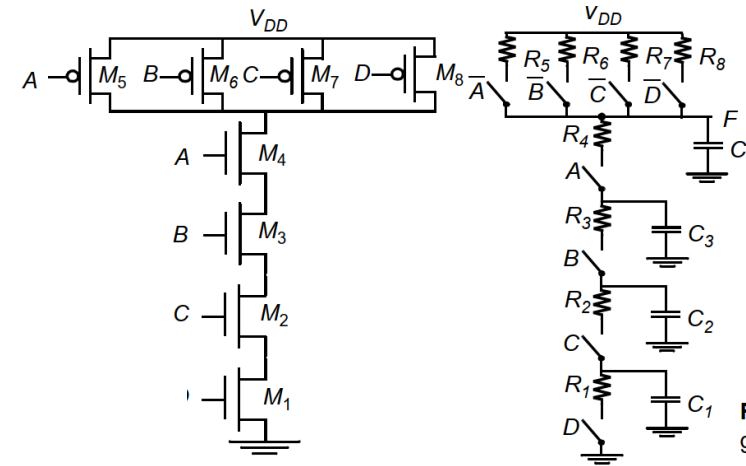 V_DD
A M5 B M6 C M7 D M8
A M4
B M3
C M2
M1
V_DD
R5 R6 R7 R8
A̅ B̅ C̅ D̅
F
R4 C
A
R3 C3
B
R2 C2
C
R1 C1
D